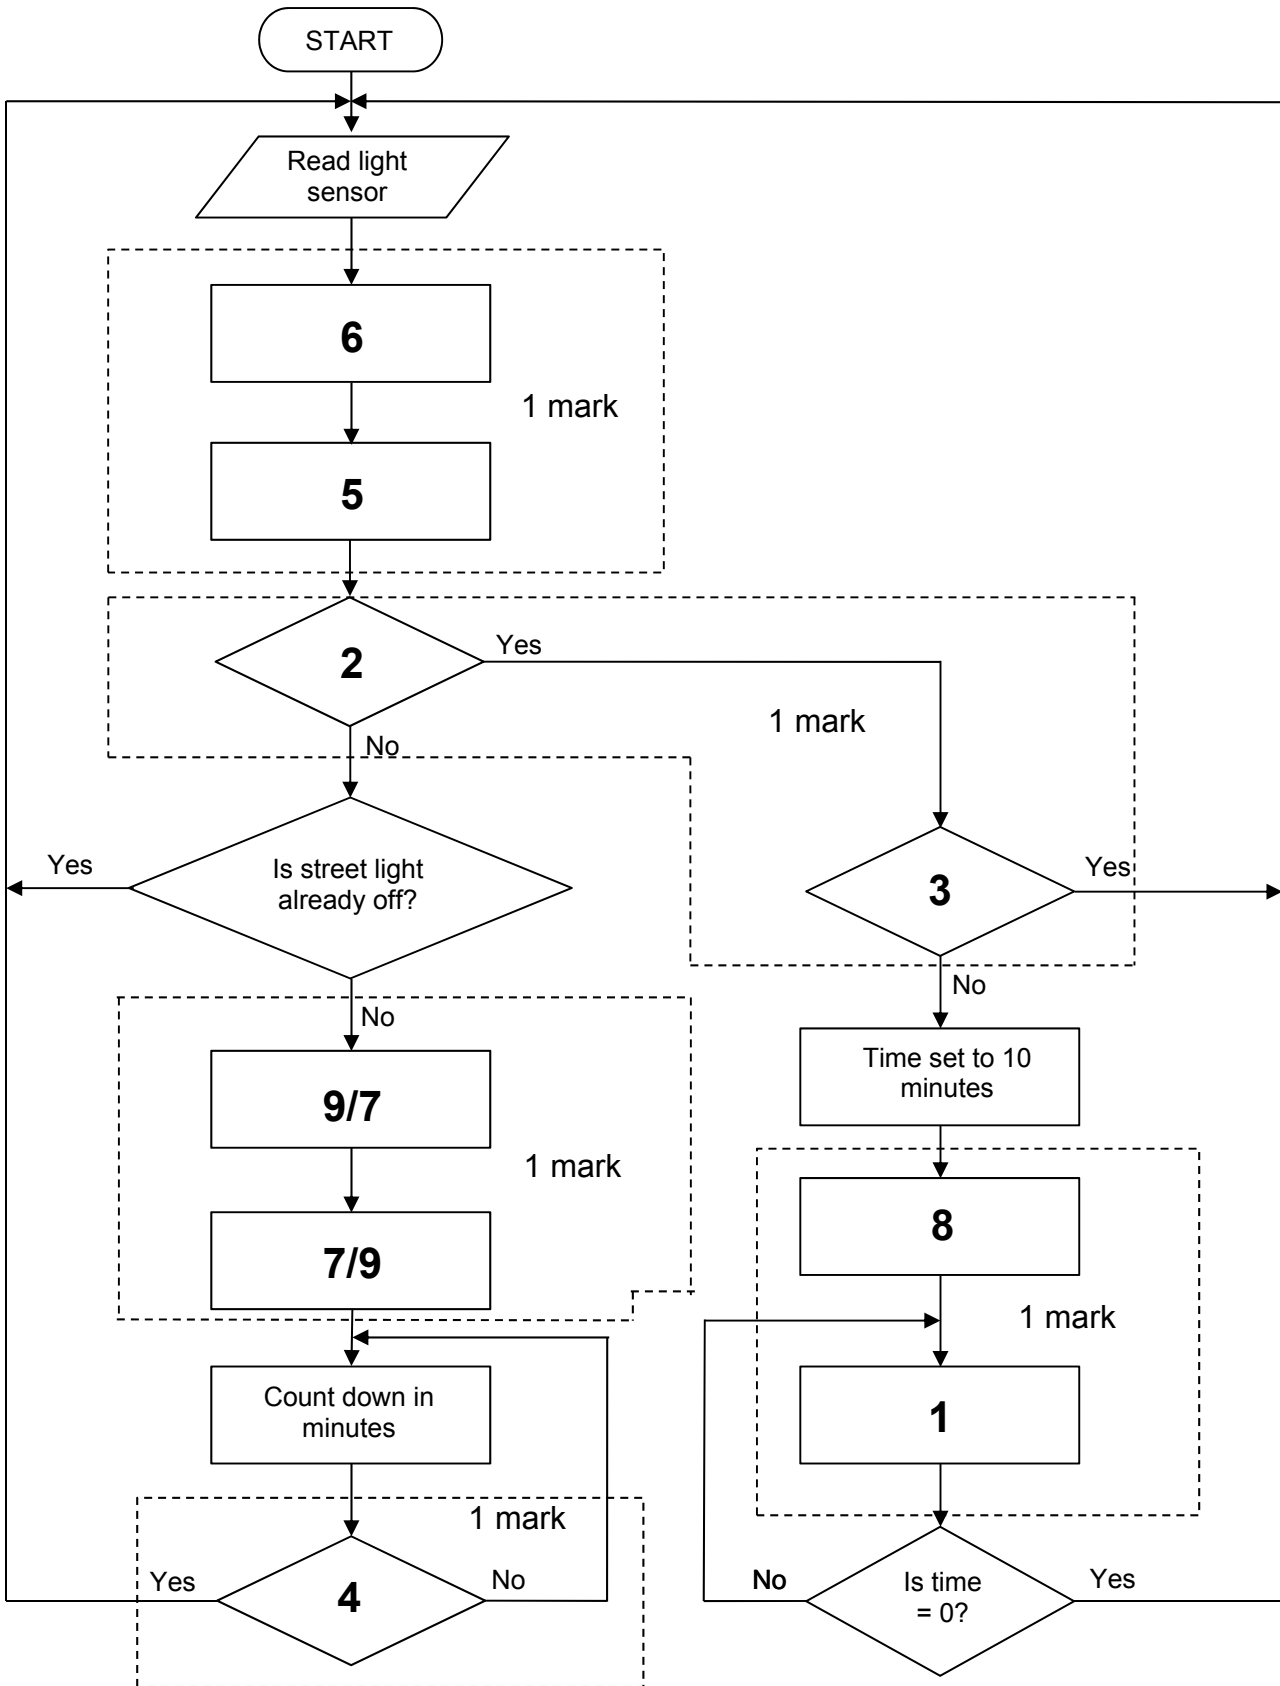 START
Read light
sensor
6
1 mark
5
2
Yes
1 mark
No
Is street light
already off?
Yes
3
Yes
No
No
Time set to 10
minutes
9/7
1 mark
7/9
8
1 mark
Count down in
minutes
1
1 mark
4
Yes
No
Is time
= 0?
No
Yes